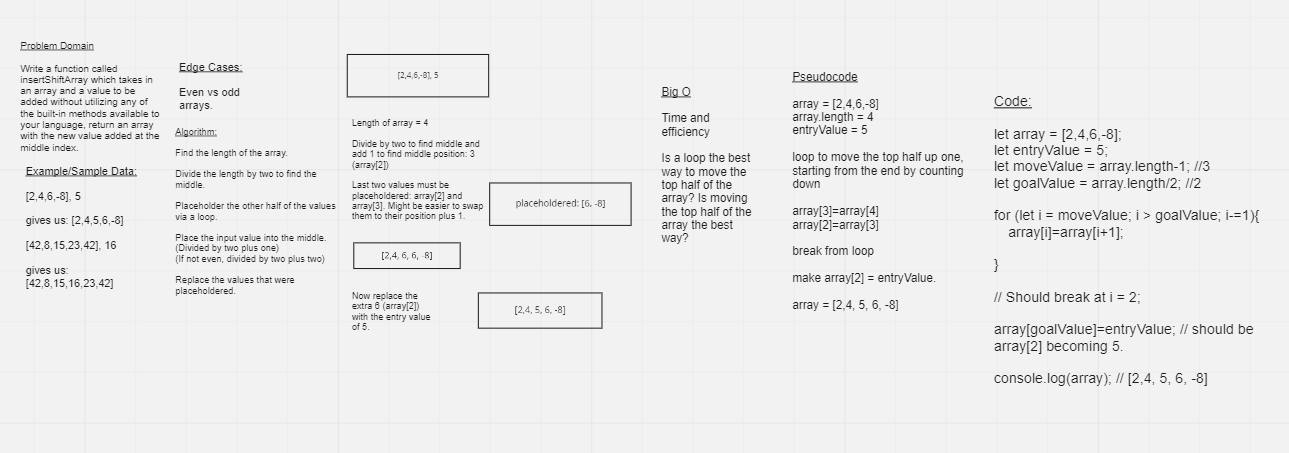 Problem Domain
Write a function called
insertShiftArray which takes in
an array and a value to be
added without utilizing any of
the built-in methods available to
your language, return an array
with the new value added at the
middle index.
Example/Sample Data:
[2,4,6,-8], 5
gives us: [2,4,5,6,-8]
[42,8,15,23,42], 16
gives us:
[42,8,15,16,23,42]
Edge Cases:
Even vs odd
arrays.
Algorithm:
Find the length of the array.
Divide the length by two to find the
middle.
Placeholder the other half of the values
via a loop.
Place the input value into the middle.
(Divided by two plus one)
(If not even, divided by two plus two)
Replace the values that were
placeholdered.
[2,4,6,-8], 5
Length of array = 4
Divide by two to find middle and
add 1 to find middle position: 3
(array[2])
Last two values must be
placeholdered: array[2] and
array[3]. Might be easier to swap
them to their position plus 1.
placeholdered: [6, -8]
[2,4, 6, 6, -8]
Now replace the
extra 6 (array[2])
with the entry value
of 5.
[2,4, 5, 6, -8]
Big O
Time and
efficiency
Is a loop the best
way to move the
top half of the
array? Is moving
the top half of the
array the best
way?
Pseudocode
array = [2,4,6,-8]
array.length = 4
entryValue = 5
loop to move the top half up one,
starting from the end by counting
down
array[3]=array[4]
array[2]=array[3]
break from loop
make array[2] = entryValue.
array = [2,4, 5, 6, -8]
Code:
let array = [2,4,6,-8];
let entryValue = 5;
let moveValue = array.length-1; //3
let goalValue = array.length/2; //2
for (let i = moveValue; i > goalValue; i-=1){
array[i]=array[i+1];
}
// Should break at i = 2;
array[goalValue]=entryValue; // should be
array[2] becoming 5.
console.log(array); // [2,4, 5, 6, -8]